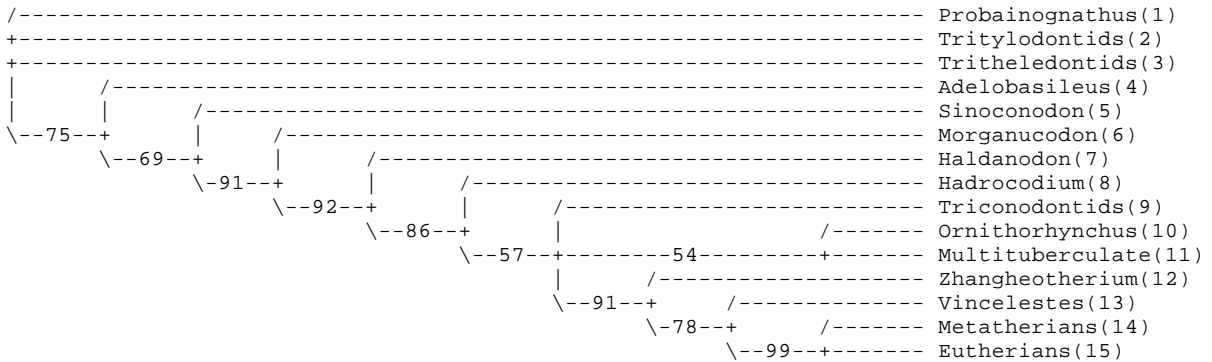 /--------------------------------------------------------------------- Probainognathus(1)
+--------------------------------------------------------------------- Tritylodontids(2)
+--------------------------------------------------------------------- Tritheledontids(3)
|      /-------------------------------------------------------------- Adelobasileus(4)
|      |      /------------------------------------------------------- Sinoconodon(5)
\--75--+      |     /------------------------------------------------- Morganucodon(6)
       \--69--+     |      /------------------------------------------ Haldanodon(7)
              \-91--+      |      /----------------------------------- Hadrocodium(8)
                    \--92--+      |      /---------------------------- Triconodontids(9)
                           \--86--+      |                   /-------- Ornithorhynchus(10)
                                  \--57--+--------54---------+-------- Multituberculate(11)
                                         |      /--------------------- Zhangheotherium(12)
                                         \--91--+     /--------------- Vincelestes(13)
                                                \-78--+      /-------- Metatherians(14)
                                                      \--99--+-------- Eutherians(15)